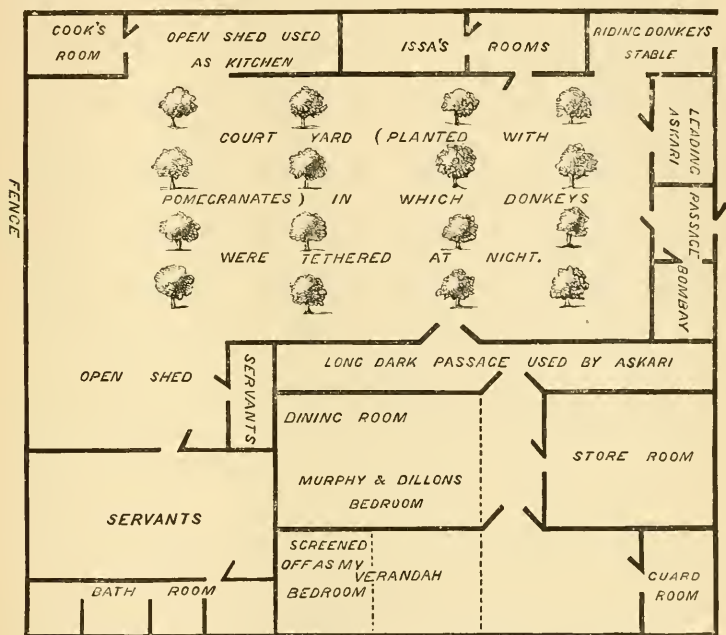 COOK'S
ROOM
OPEN SHED USED
AS KITCHEN
ISSA'S ROOMS
RIDING DONKEYS
STABLE
COURT YARD (PLANTED WITH
POMEGRANATES) IN WHICH DONKEYS
WERE TETHERED AT NIGHT.
LEADING
ASKARI
PASSAGE
BOMBAY
FENCE
OPEN SHED
SERVANTS
LONG DARK PASSAGE USED BY ASKARI
DINING ROOM
MURPHY & DILLONS
BEDROOM
STORE ROOM
SERVANTS
SCREENED
OFF AS MY
BEDROOM
VERANDAH
GUARD
ROOM
BATH ROOM